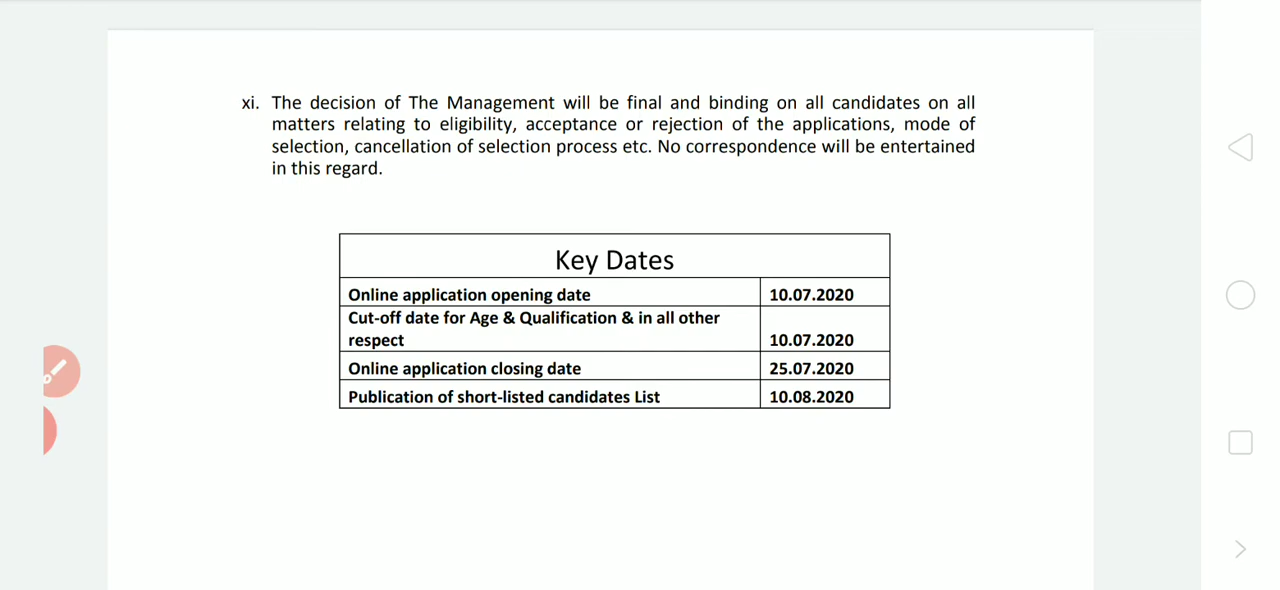 xi. The decision of The Management will be final and binding on all candidates on all
matters relating to eligibility, acceptance or rejection of the applications, mode of
selection, cancellation of selection process etc. No correspondence will be entertained
in this regard.
Key Dates
Online application opening date 10.07.2020
Cut-off date for Age & Qualification & in all other
respect 10.07.2020
Online application closing date 25.07.2020
Publication of short-listed candidates List 10.08.2020